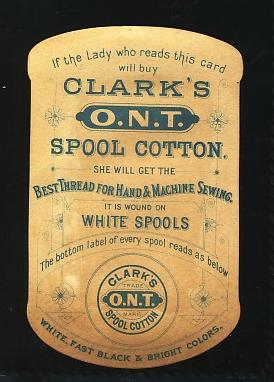 If the Lady who reads this card
will buy
CLARK'S
O.N.T.
SPOOL COTTON.
SHE WILL GET THE
BEST THREAD FOR HAND & MACHINE SEWING.
IT IS WOUND ON
WHITE SPOOLS
The bottom label of every spool reads as below
CLARK'S
TRADE
O.N.T.
MARK
SPOOL COTTON
WHITE, FAST BLACK & BRIGHT COLORS.